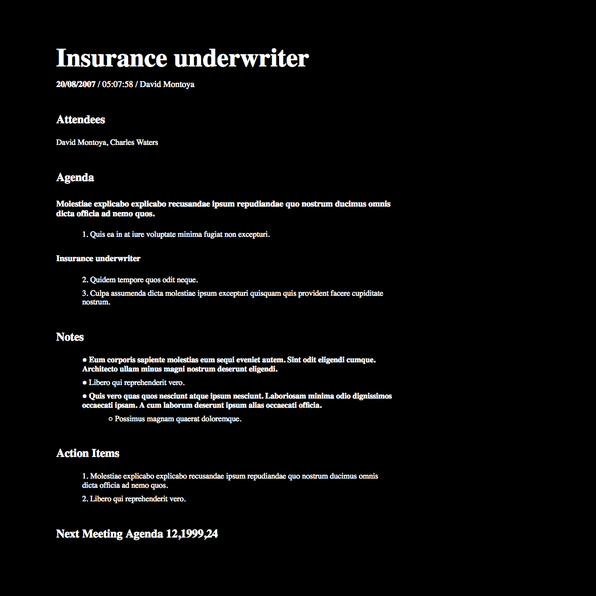 Insurance underwriter
20/08/2007 / 05:07:58 / David Montoya
Attendees
David Montoya, Charles Waters
Agenda
Molestiae explicabo explicabo recusandae ipsum repudiandae quo nostrum ducimus omnis
dicta officia ad nemo quos.
1. Quis ea in at iure voluptate minima fugiat non excepturi.
Insurance underwriter
2. Quidem tempore quos odit neque.
3. Culpa assumenda dicta molestiae ipsum excepturi quisquam quis provident facere cupiditate
nostrum.
Notes
● Eum corporis sapiente molestias eum sequi eveniet autem. Sint odit eligendi cumque.
Architecto ullam minus magni nostrum deserunt eligendi.
● Libero qui reprehenderit vero.
● Quis vero quas quos nesciunt atque ipsum nesciunt. Laboriosam minima odio dignissimos
occaecati ipsam. A cum laborum deserunt ipsum alias occaecati officia.
○ Possimus magnam quaerat doloremque.
Action Items
1. Molestiae explicabo explicabo recusandae ipsum repudiandae quo nostrum ducimus omnis
dicta officia ad nemo quos.
2. Libero qui reprehenderit vero.
Next Meeting Agenda 12,1999,24